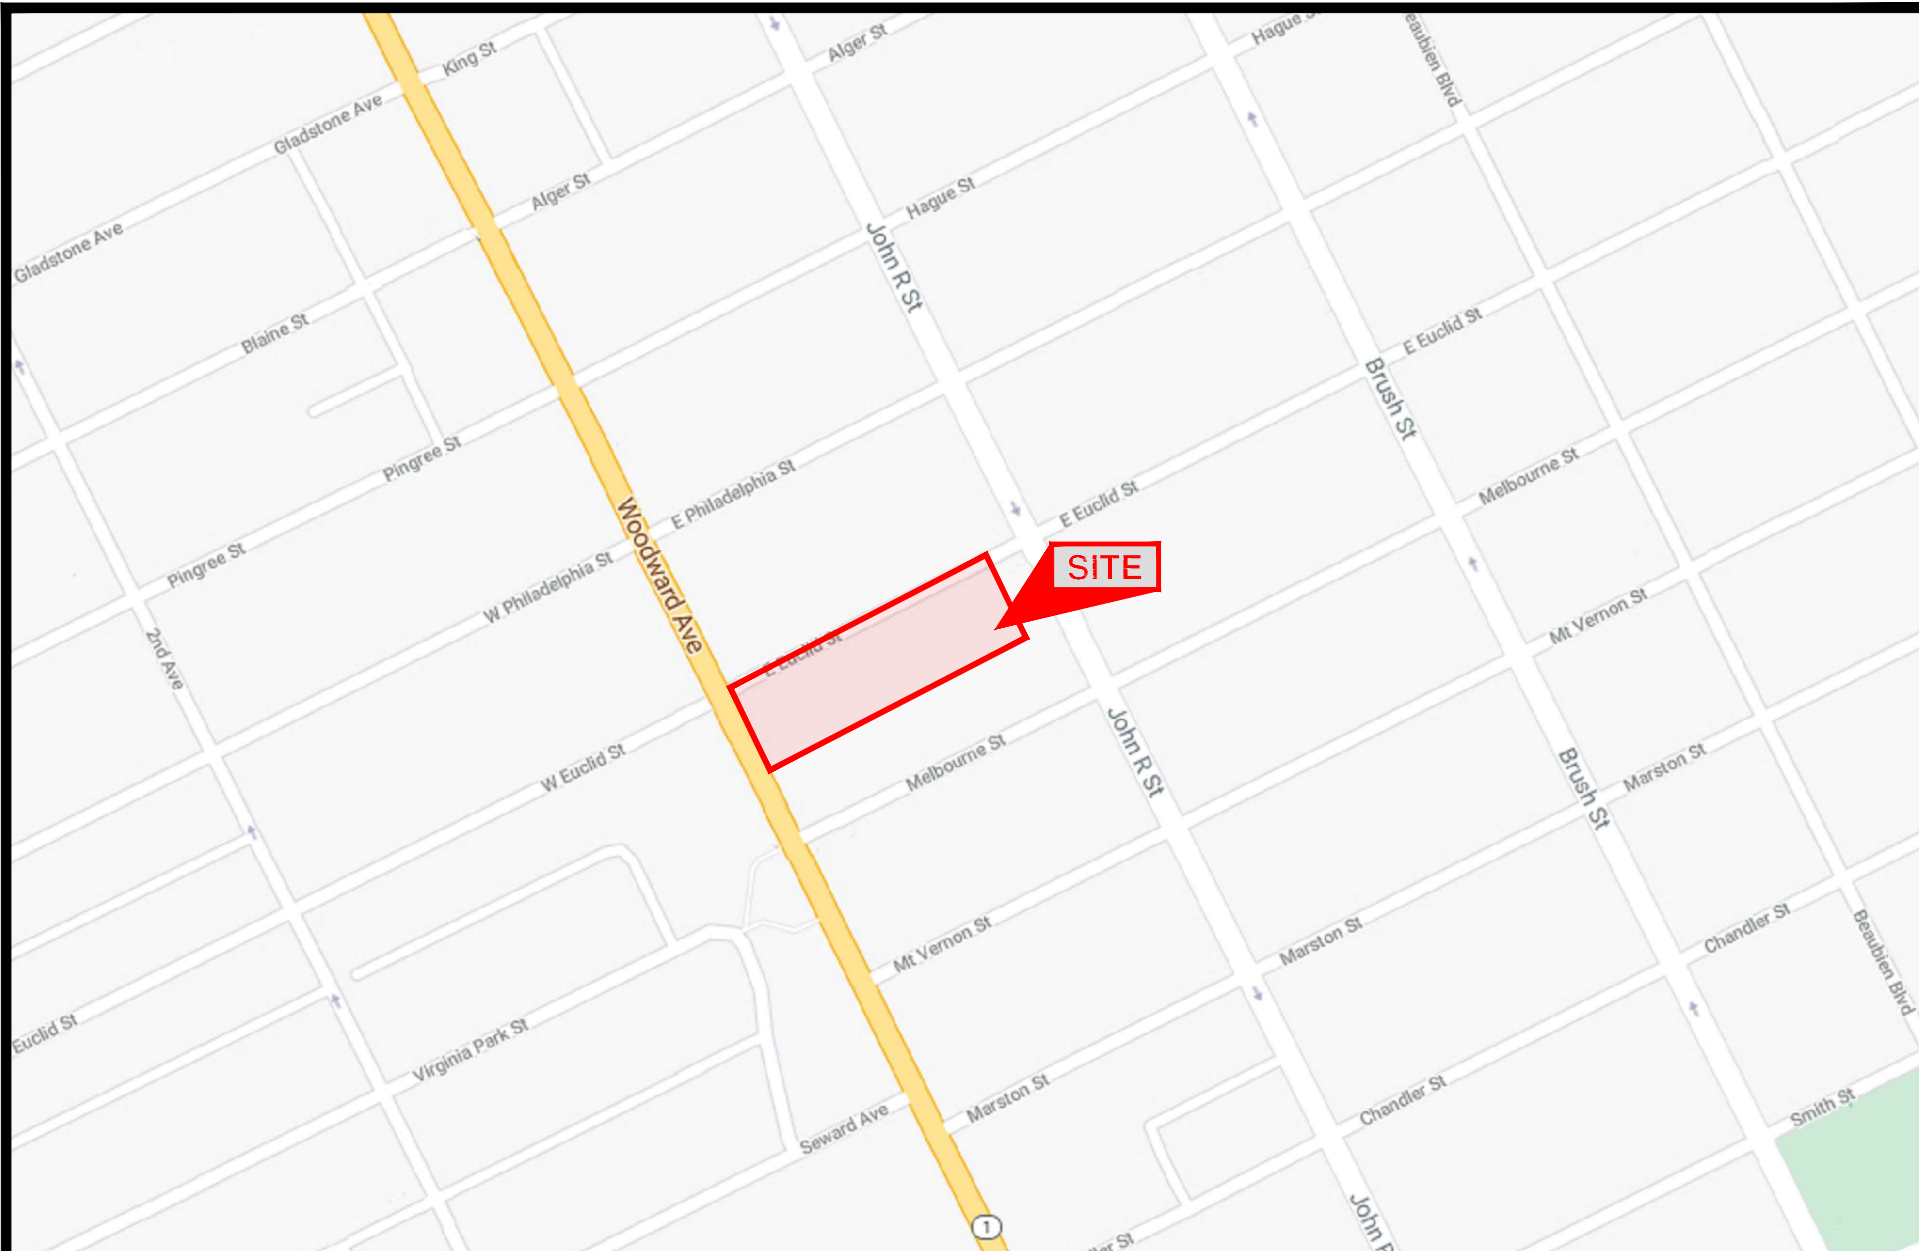 Hague S
eaubien Blvd
King St
Alger St
Gladstone Ave
Alger St
Hague St
Gladstone Ave
John R St
Blaine St
E Euclid St
Brush St
Pingree St
E Philadelphia St
Melbourne St
E Euclid St
Woodward Ave
Pingree St
W Philadelphia St
SITE
Mt Vernon St
2nd Ave
E Euclid St
W Euclid St
Melbourne St
John R St
Marston St
Brush St
Mt Vernon St
Marston St
Chandler St
Beaubien Blvd
Euclid St
Virginia Park St
Marston St
Chandler St
Smith St
Seward Ave
1
John R
ler St